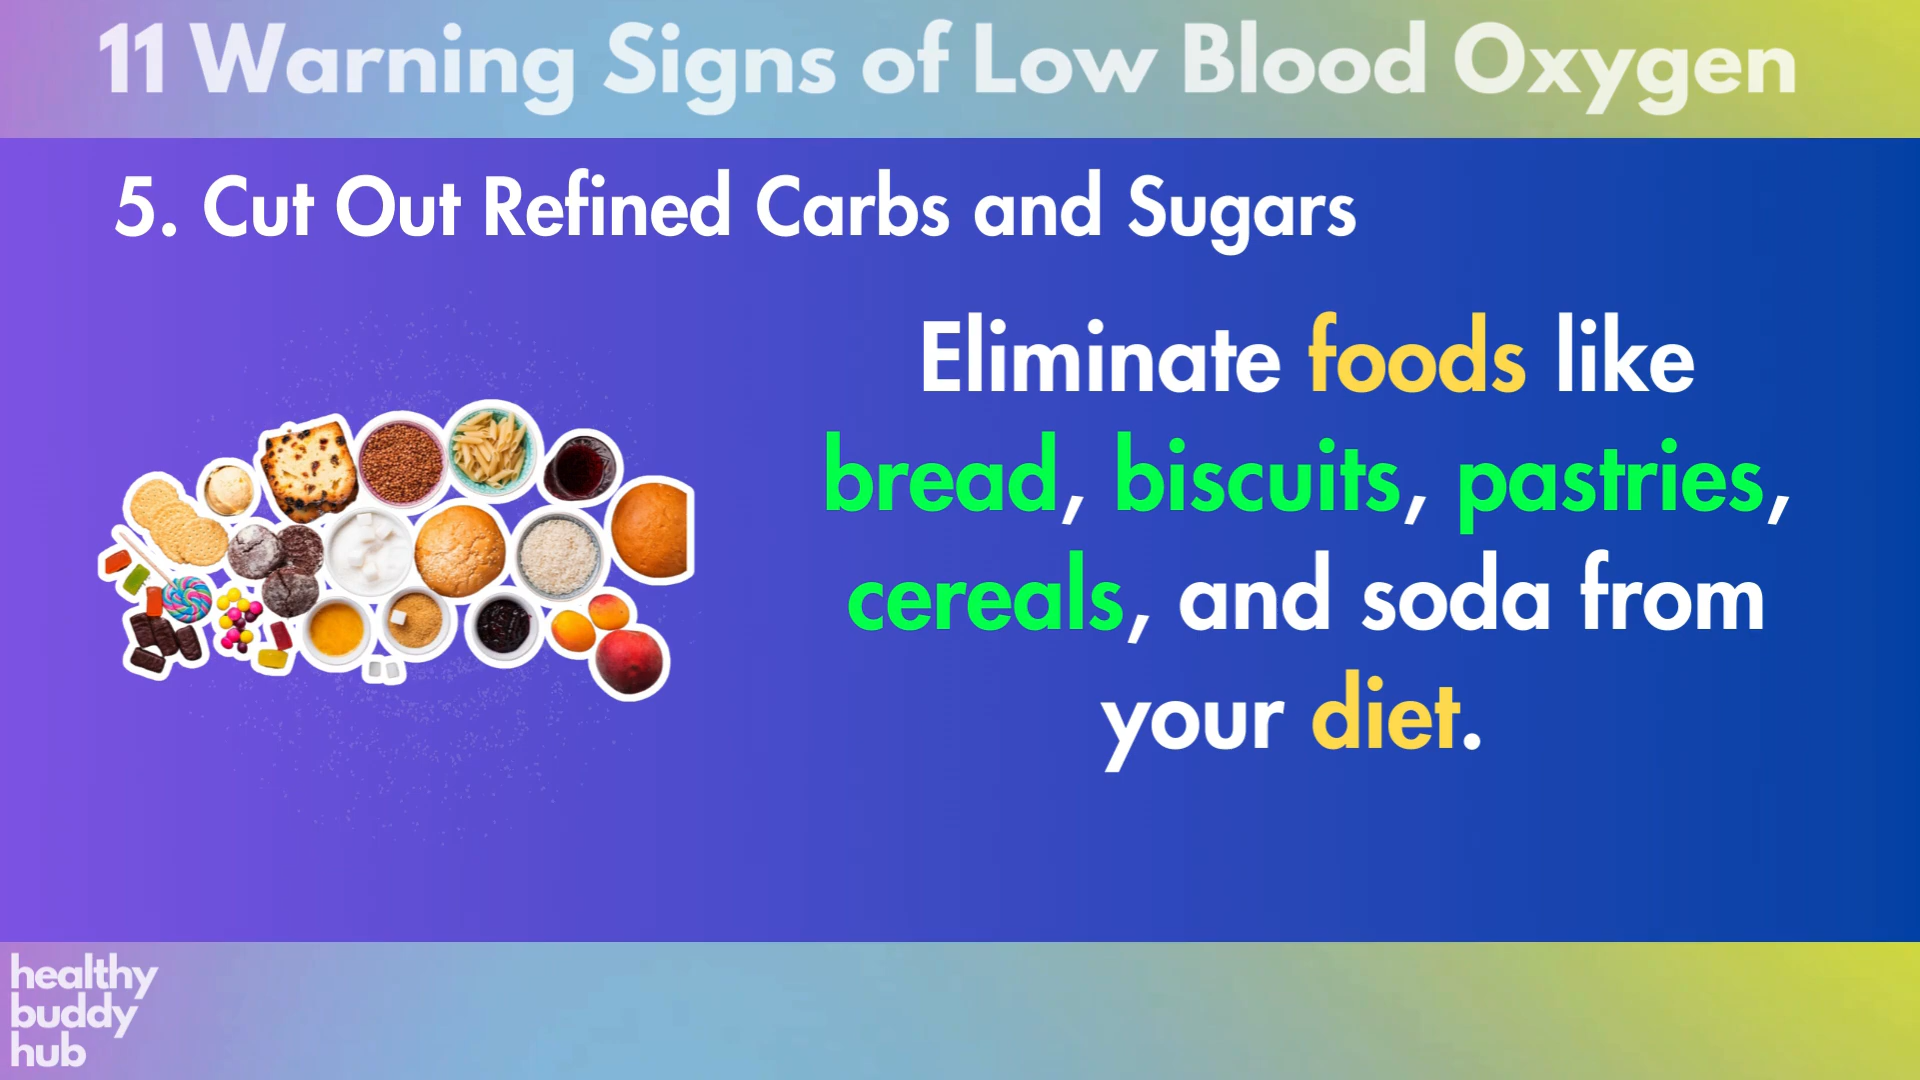 11 Warning Signs of Low Blood Oxygen
5. Cut Out Refined Carbs and Sugars
Eliminate foods like
bread, biscuits, pastries,
cereals, and soda from
your diet.
healthy
buddy
hub